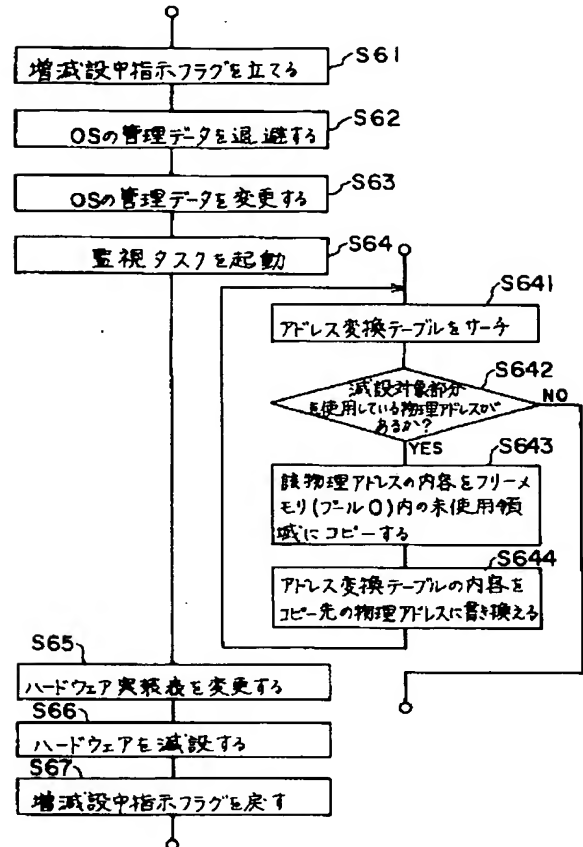 S61
増減設中指示フラグを立てる
S62
OSの管理データを退避する
S63
OSの管理データを変更する
S64
監視タスクを起動
S641
アドレス変換テーブルをサーチ
S642
減設対象部分
を使用している物理アドレスが
あるか?
NO
YES
S643
該物理アドレスの内容をフリーメ
モリ(プール0)内の未使用領
域にコピーする
S644
アドレス変換テーブルの内容を
コピー先の物理アドレスに書き換える
S65
ハードウェア実装表を変更する
S66
ハードウェアを減設する
S67
増減設中指示フラグを戻す